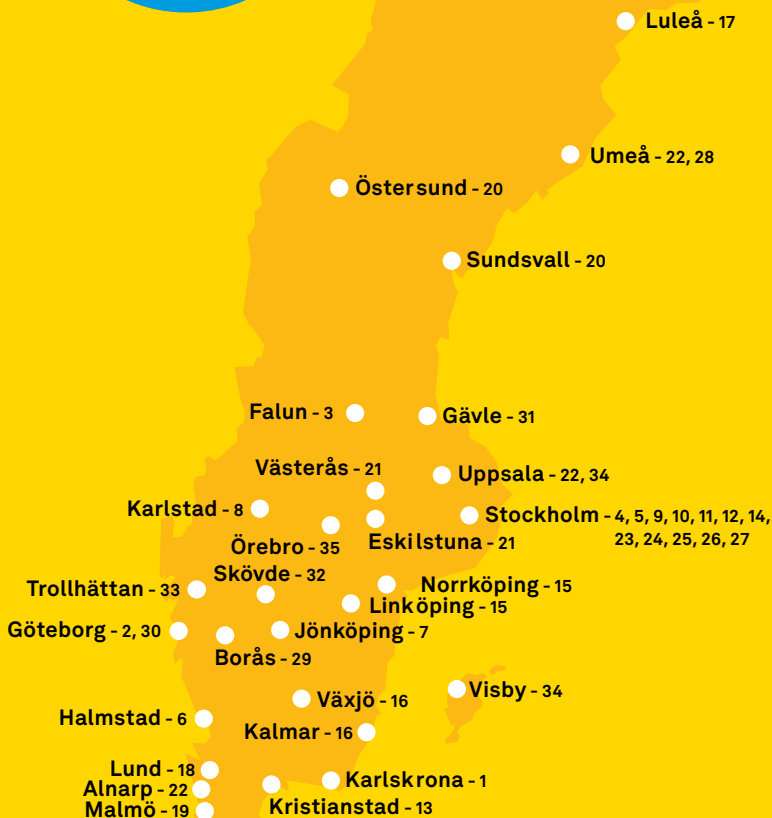 Luleå - 17
Umeå - 22, 28
Östersund - 20
Sundsvall - 20
Falun - 3
Gävle - 31
Västerås - 21
Uppsala - 22, 34
Karlstad - 8
Stockholm - 4, 5, 9, 10, 11, 12, 14,
23, 24, 25, 26, 27
Örebro - 35
Eskilstuna - 21
Skövde - 32
Trollhättan - 33
Norrköping - 15
Linköping - 15
Göteborg - 2, 30
Jönköping - 7
Borås - 29
Visby - 34
Växjö - 16
Halmstad - 6
Kalmar - 16
Lund - 18
Karlskrona - 1
Alnarp - 22
Kristianstad - 13
Malmö - 19